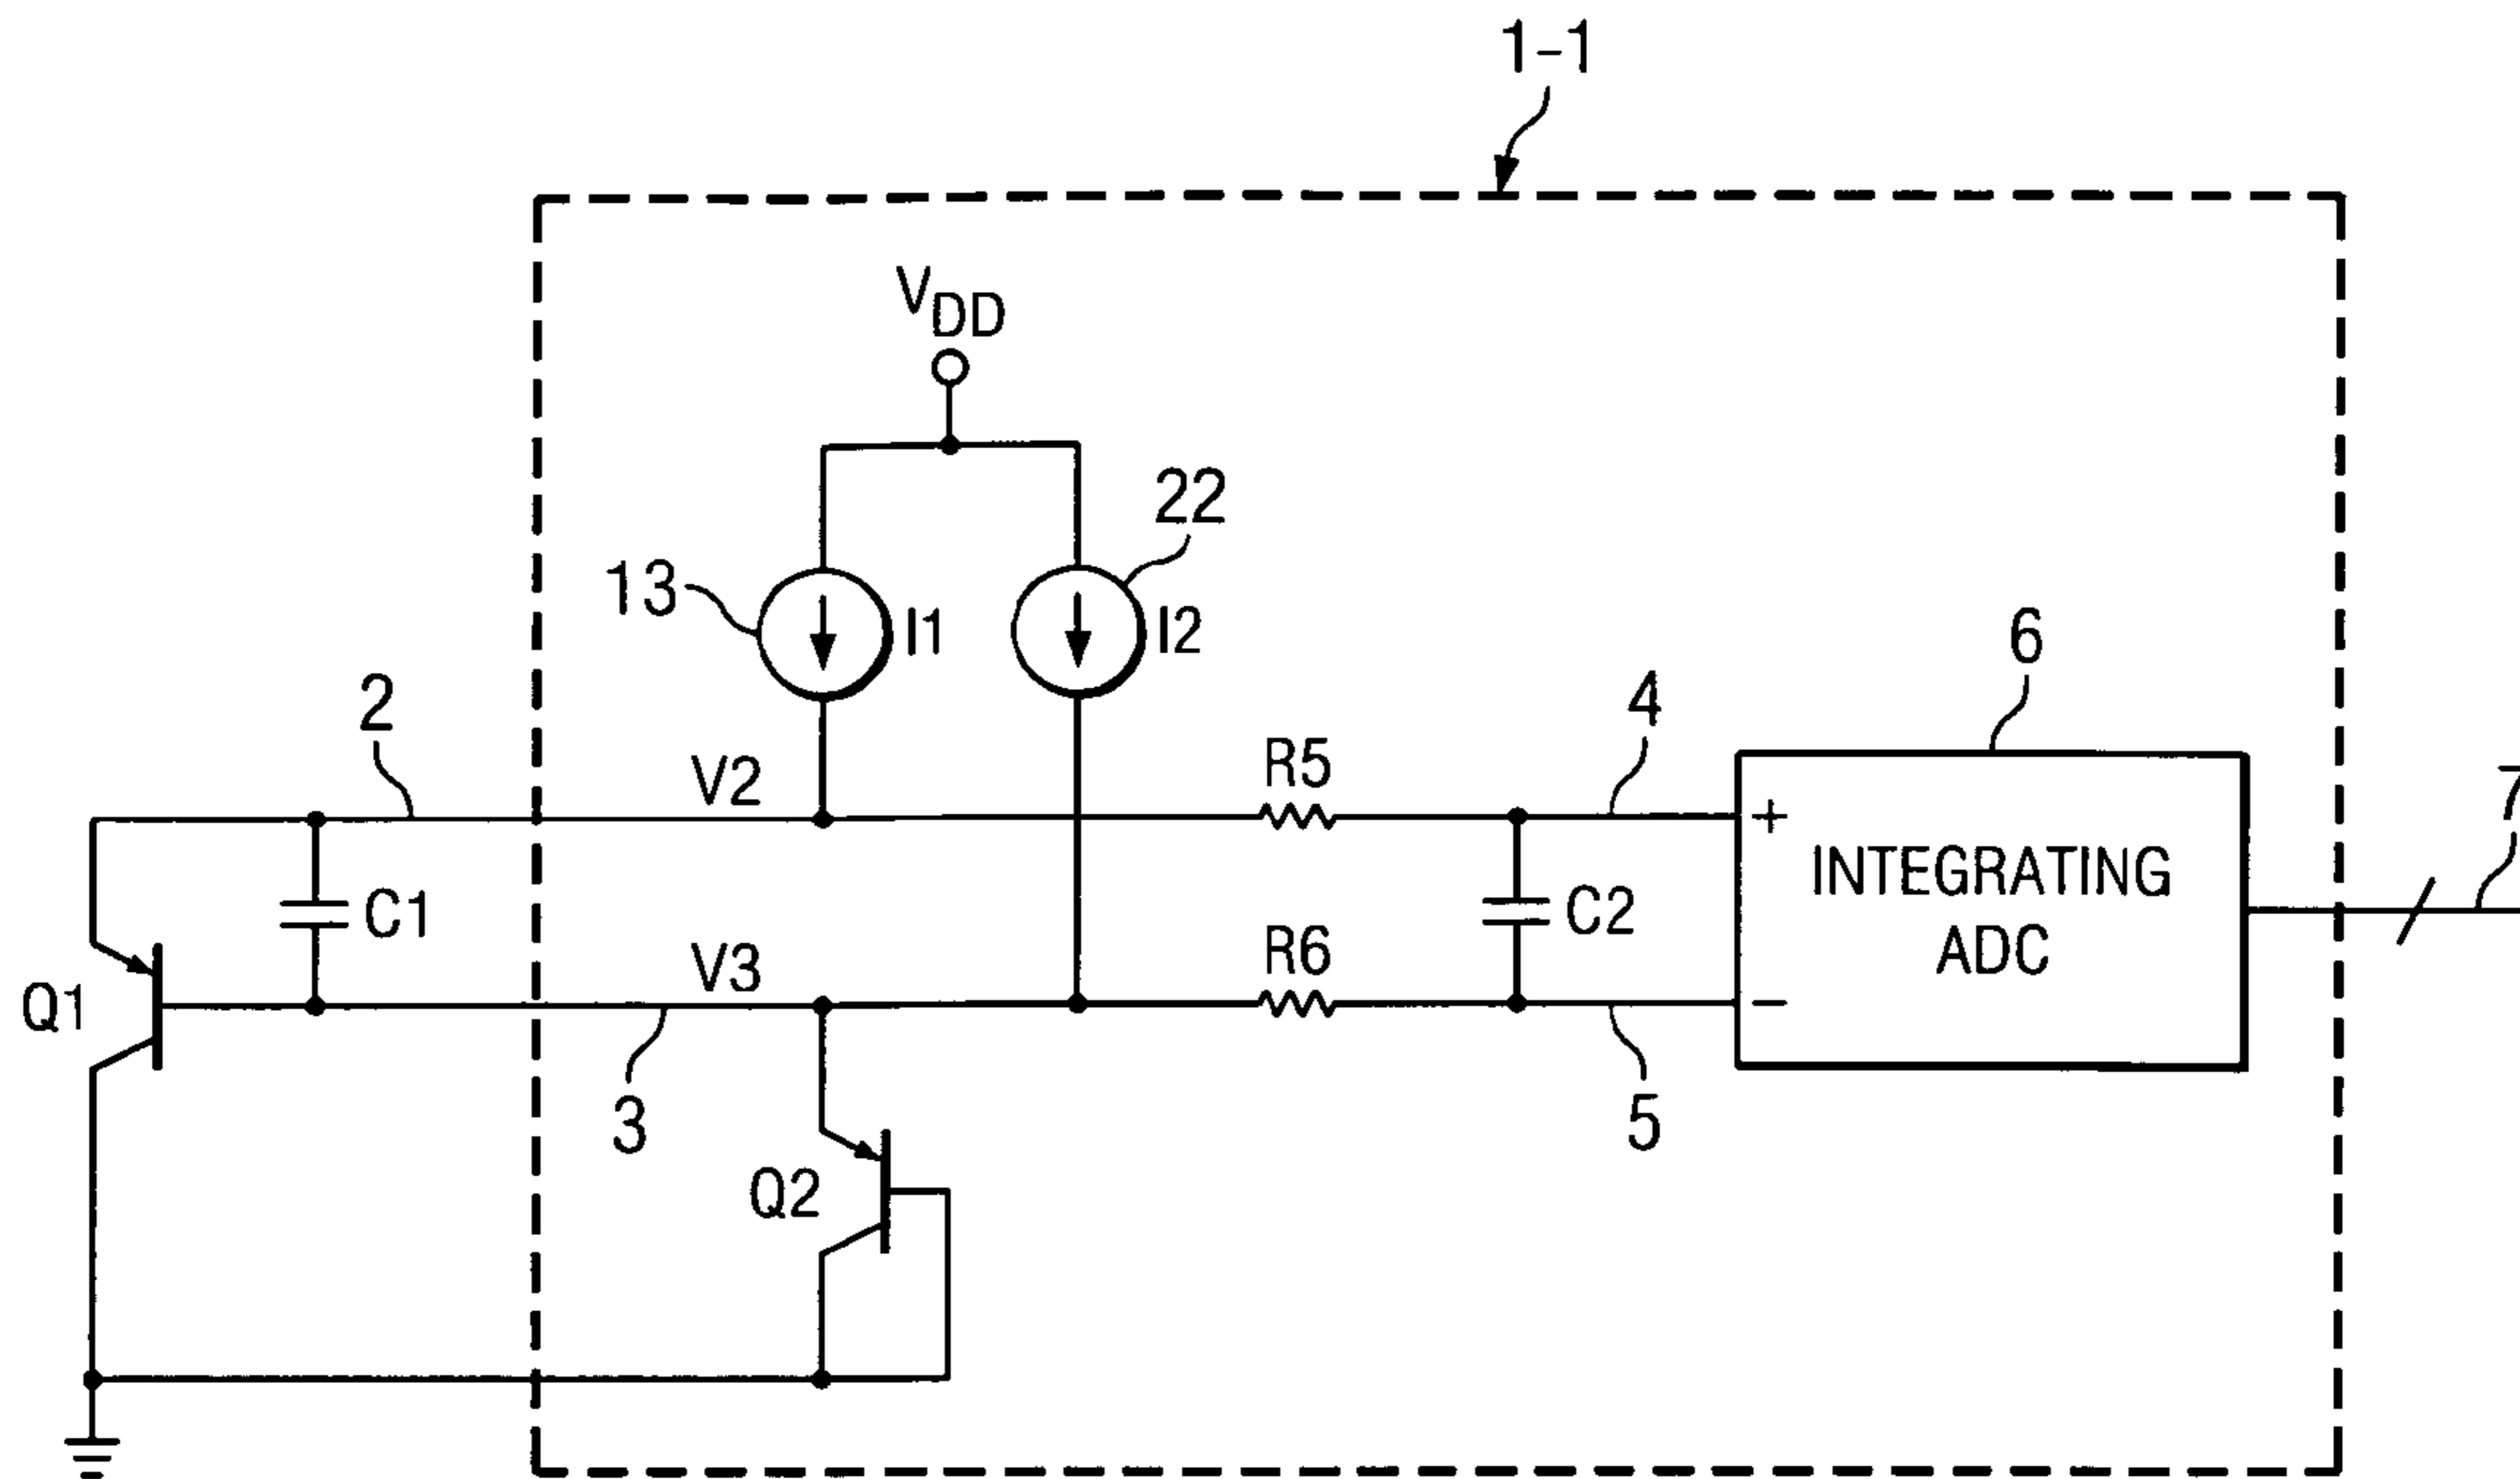 1-1
VDD
22
13
I1
I2
6
2
4
7
V2
R5
+
INTEGRATING
ADC
C1
C2
V3
R6
−
Q1
3
5
Q2